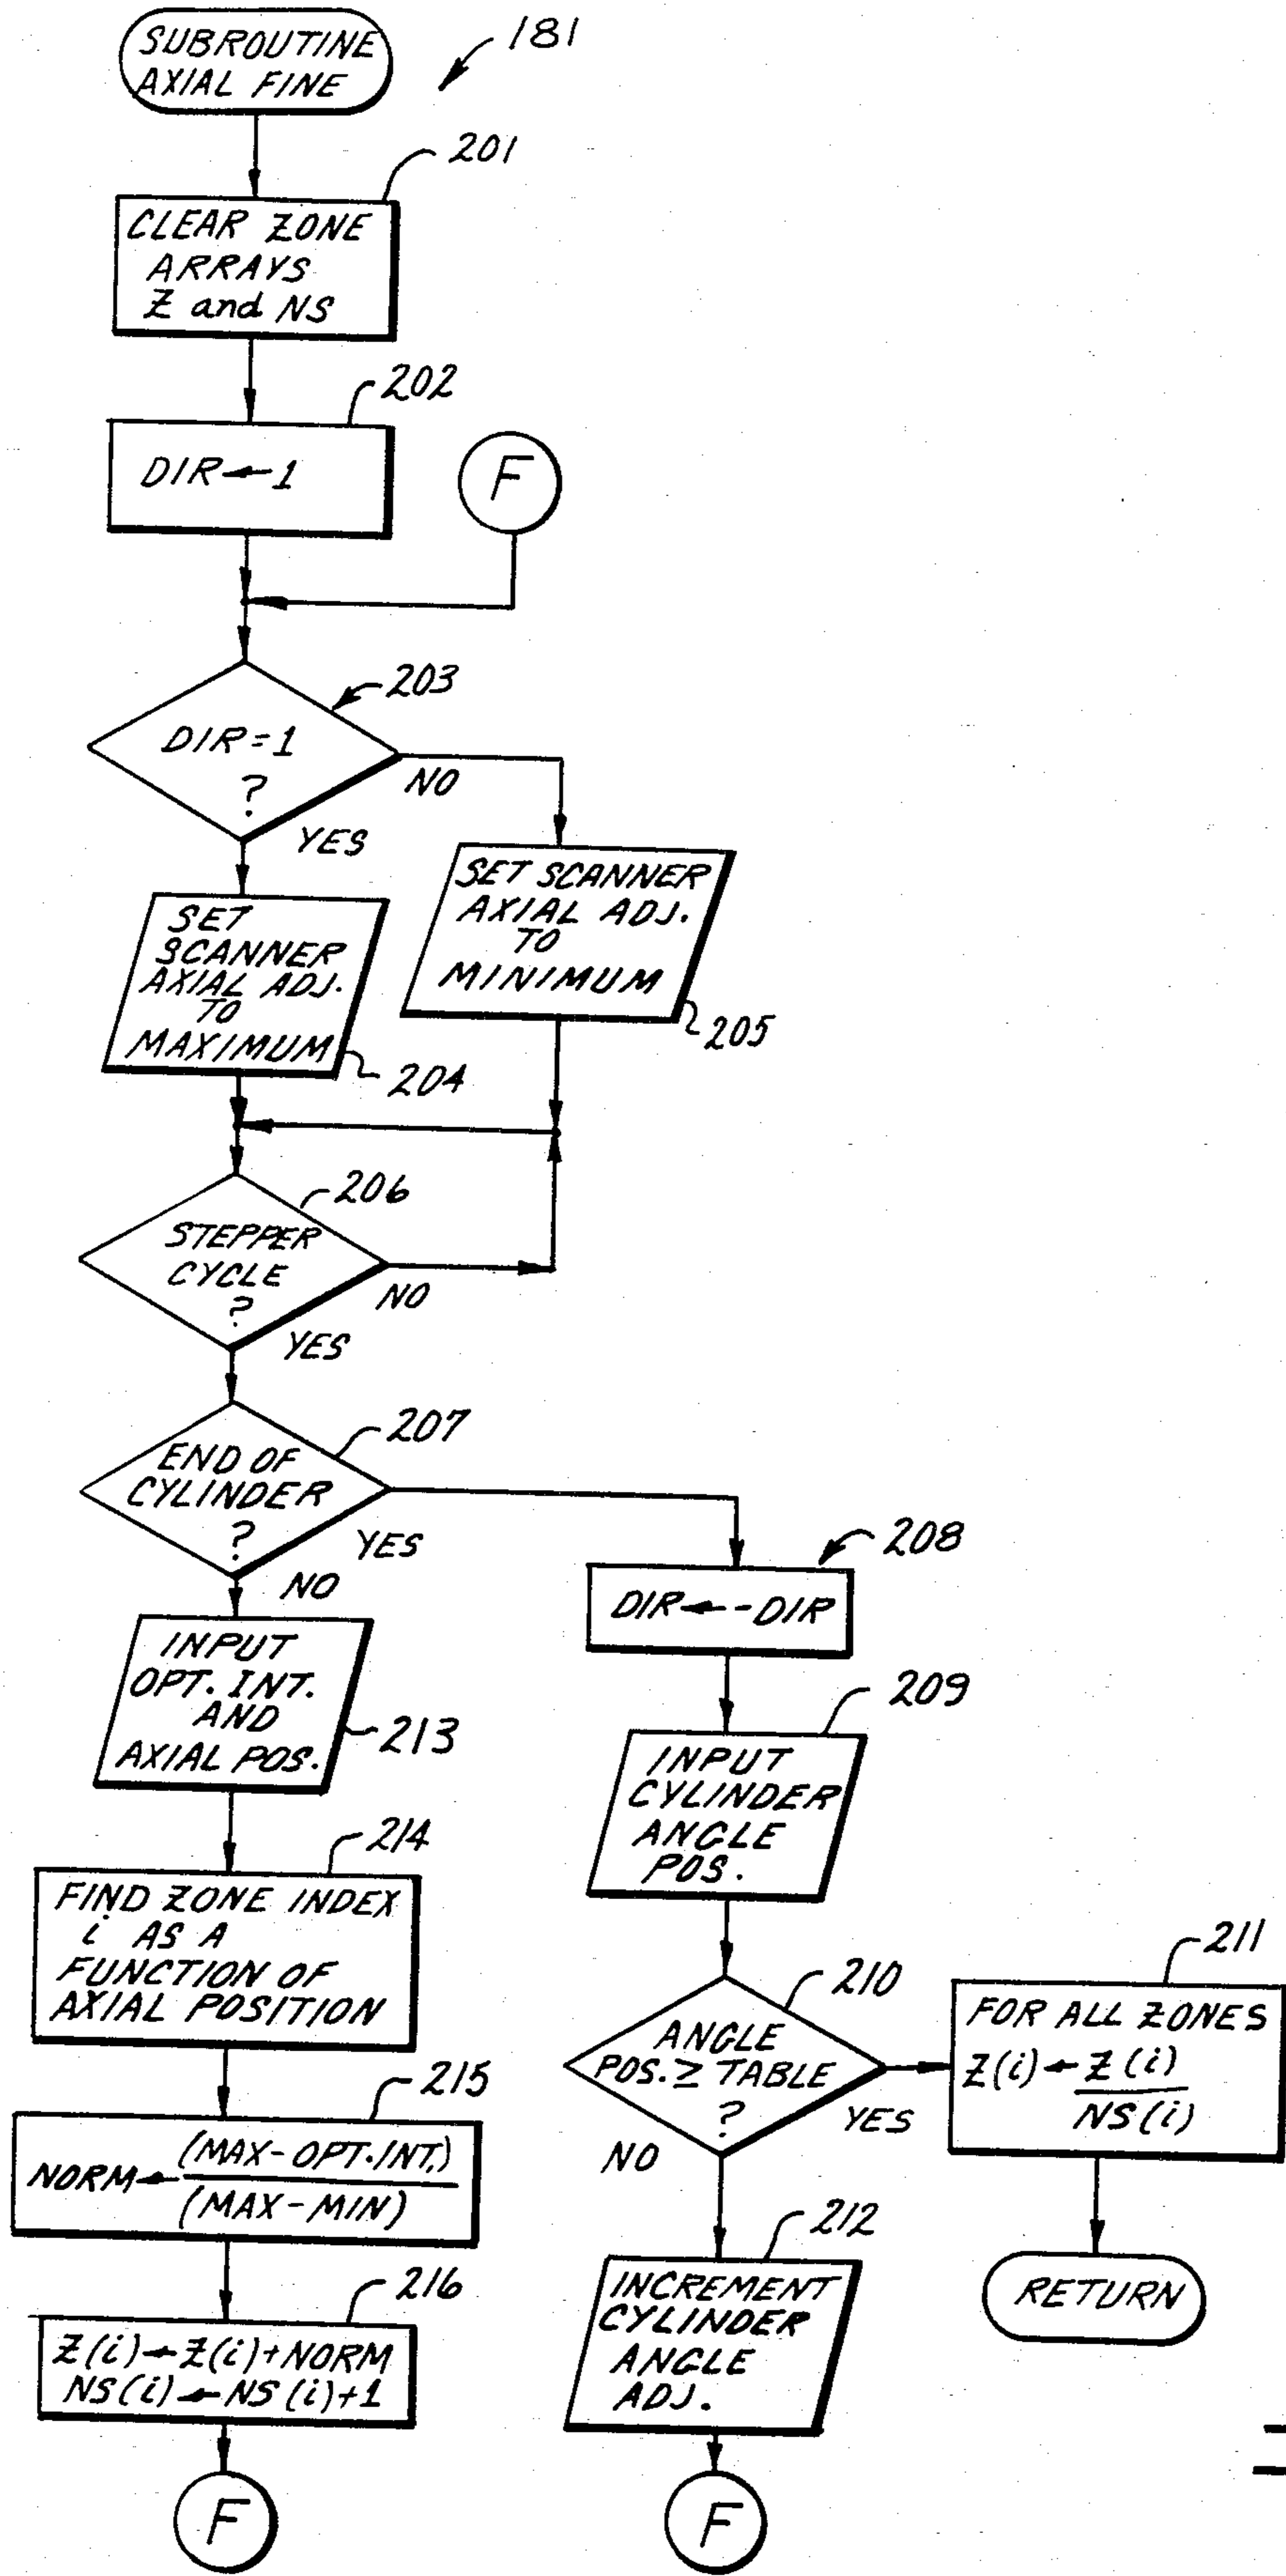 SUBROUTINE
AXIAL FINE
181
201
CLEAR ZONE
ARRAYS
Z and NS
202
DIR ← 1
F
203
DIR = 1
?
NO
YES
SET
SCANNER
AXIAL ADJ.
TO
MAXIMUM
204
SET SCANNER
AXIAL ADJ.
TO
MINIMUM
205
206
STEPPER
CYCLE
?
NO
YES
207
END OF
CYLINDER
?
YES
NO
208
DIR ← -DIR
INPUT
OPT. INT.
AND
AXIAL POS.
213
209
INPUT
CYLINDER
ANGLE
POS.
214
FIND ZONE INDEX
i AS A
FUNCTION OF
AXIAL POSITION
210
ANGLE
POS. ≥ TABLE
?
YES
NO
211
FOR ALL ZONES
Z(i) ← Z(i)
NS(i)
215
NORM ← (MAX - OPT. INT.)
(MAX - MIN)
212
INCREMENT
CYLINDER
ANGLE
ADJ.
RETURN
216
Z(i) ← Z(i) + NORM
NS(i) ← NS(i) + 1
F
F